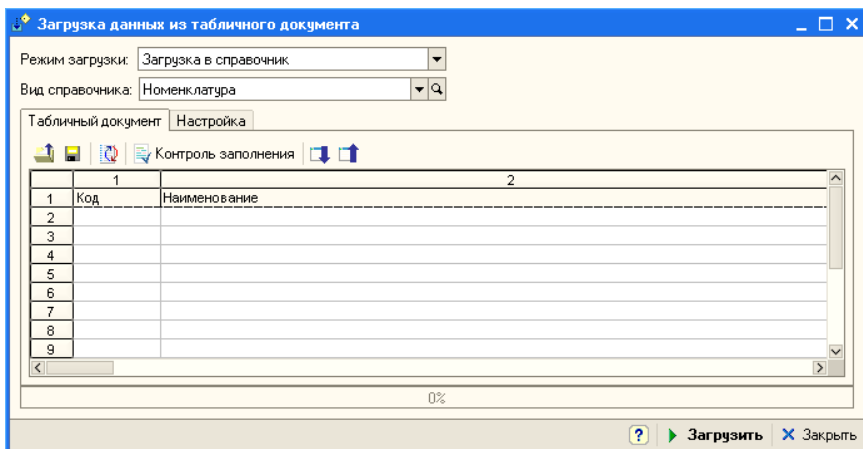 Загрузка данных из табличного документа
Режим загрузки: Загрузка в справочник
Вид справочника: Номенклатура
Табличный документ Настройка
Контроль заполнения
1 2
1 Код Наименование
2
3
4
5
6
7
8
9
0%
? Загрузить Закрыть